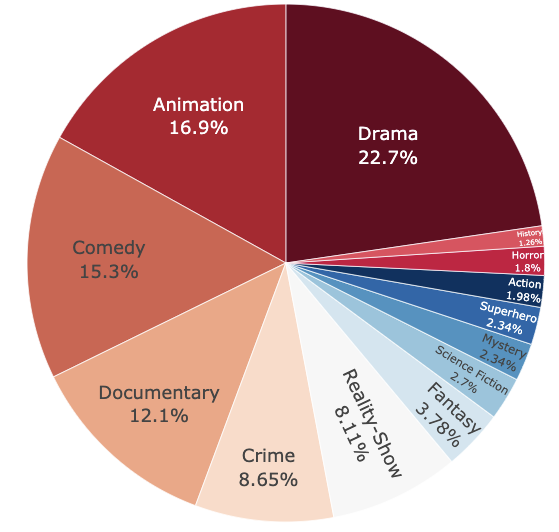 Animation
16.9%
Drama
22.7%
History
1.26%
Horror
1.8%
Action
1.98%
Superhero
2.34%
Mystery
2.34%
Science Fiction
2.7%
Fantasy
3.78%
Reality-Show
8.11%
Crime
8.65%
Documentary
12.1%
Comedy
15.3%